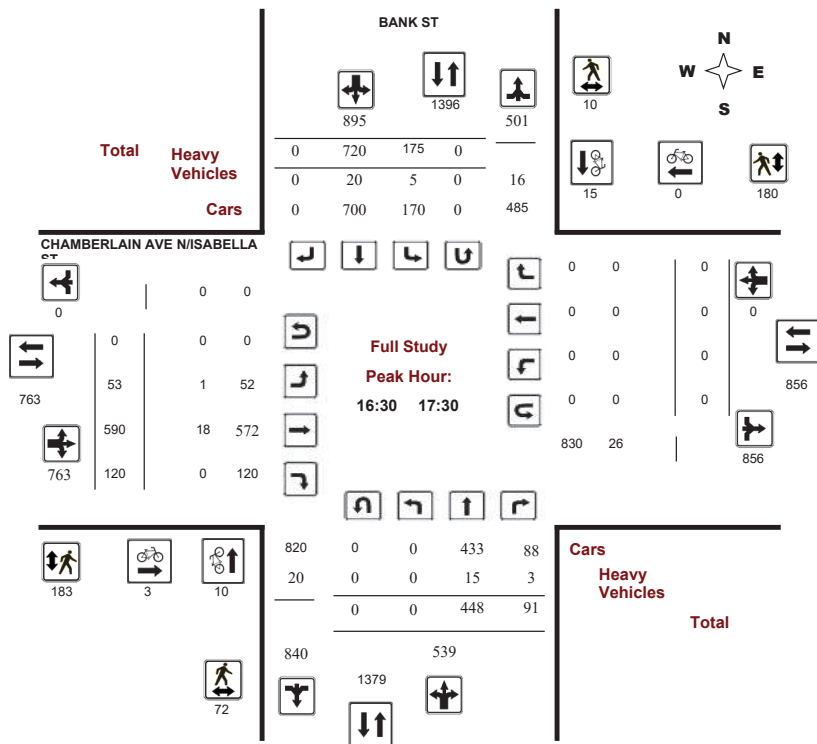 BANK ST
N
W E
S
1396
10
895 501
Total Heavy Vehicles
0 720 175 0
0 20 5 0 16
Cars 0 700 170 0 485
15 0 180
CHAMBERLAIN AVE N/ISABELLA
0 0 0
0 0 0
0 0 0 0
0 0 0
763 53 1 52
Full Study
Peak Hour:
16:30 17:30
0 0 0
856
0 0 0
590 18 572
763 120 0 120
830 26 856
820 0 0 433 88 Cars
20 0 0 15 3 Heavy Vehicles
0 0 448 91 Total
183 3 10
840 539
1379
72